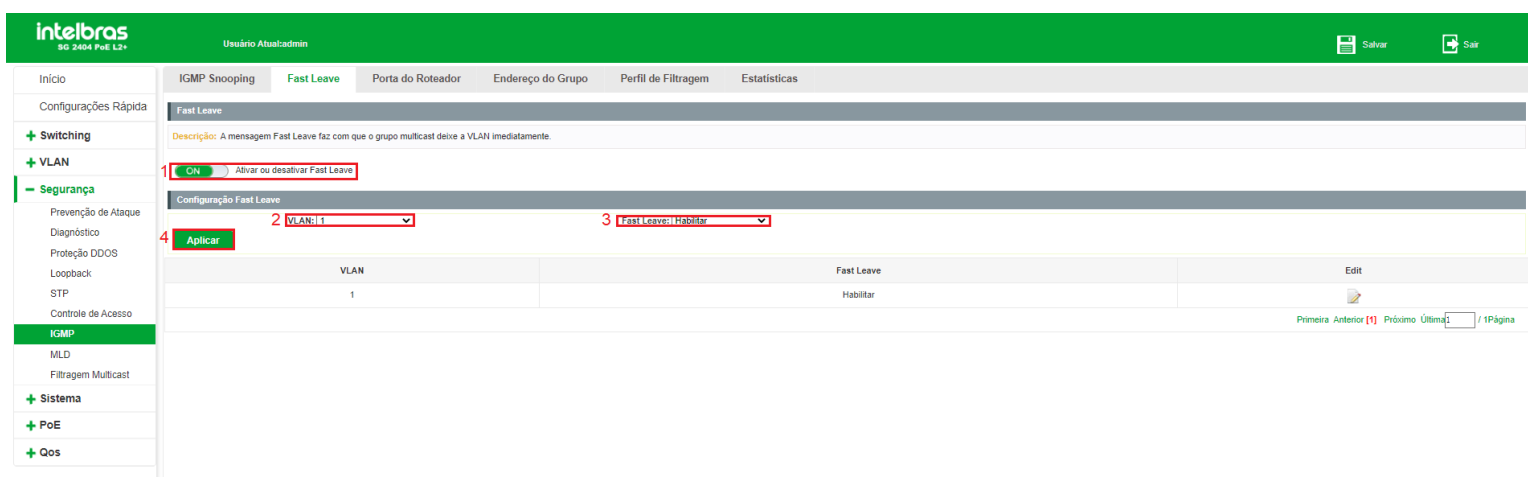 intelbras
SG 2404 PoE L2+
Usuário Atual:admin
Salvar
Sair
Início
Configurações Rápida
Switching
VLAN
Segurança
Prevenção de Ataque
Diagnóstico
Proteção DDOS
Loopback
STP
Controle de Acesso
IGMP
MLD
Filtragem Multicast
Sistema
PoE
Qos
IGMP Snooping Fast Leave Porta do Roteador Endereço do Grupo Perfil de Filtragem Estatísticas
Fast Leave
Descrição: A mensagem Fast Leave faz com que o grupo multicast deixe a VLAN imediatamente.
1 ON Ativar ou desativar Fast Leave
Configuração Fast Leave
2 VLAN: 1 3 Fast Leave: Habilitar
4 Aplicar
VLAN Fast Leave Edit
1 Habilitar
Primeira Anterior [1] Próximo Última 1 / 1Página